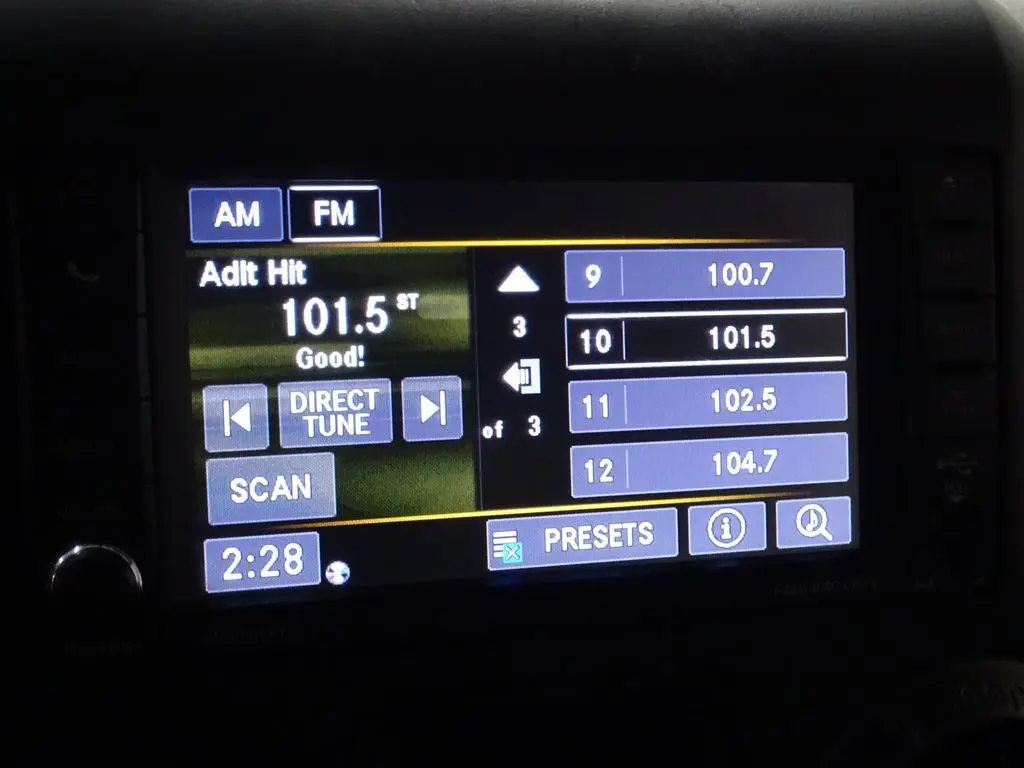 AM FM
Adlt Hit
101.5 ST
Good!
DIRECT
TUNE
SCAN
2:28
3
of 3
9 100.7
10 101.5
11 102.5
12 104.7
PRESETS
i